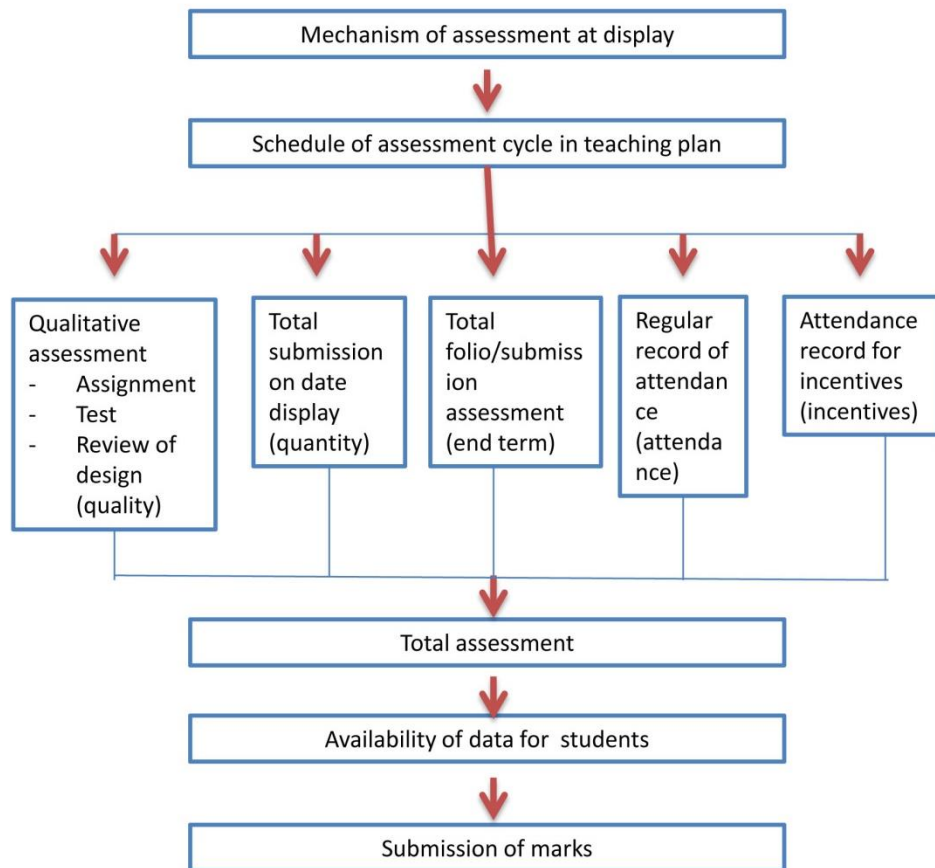 Mechanism of assessment at display
Schedule of assessment cycle in teaching plan
Qualitative
assessment
- Assignment
- Test
- Review of
design
(quality)
Total
submission
on date
display
(quantity)
Total
folio/submiss
ion
assessment
(end term)
Regular
record of
attendan
ce
(attenda
nce)
Attendance
record for
incentives
(incentives)
Total assessment
Availability of data for students
Submission of marks